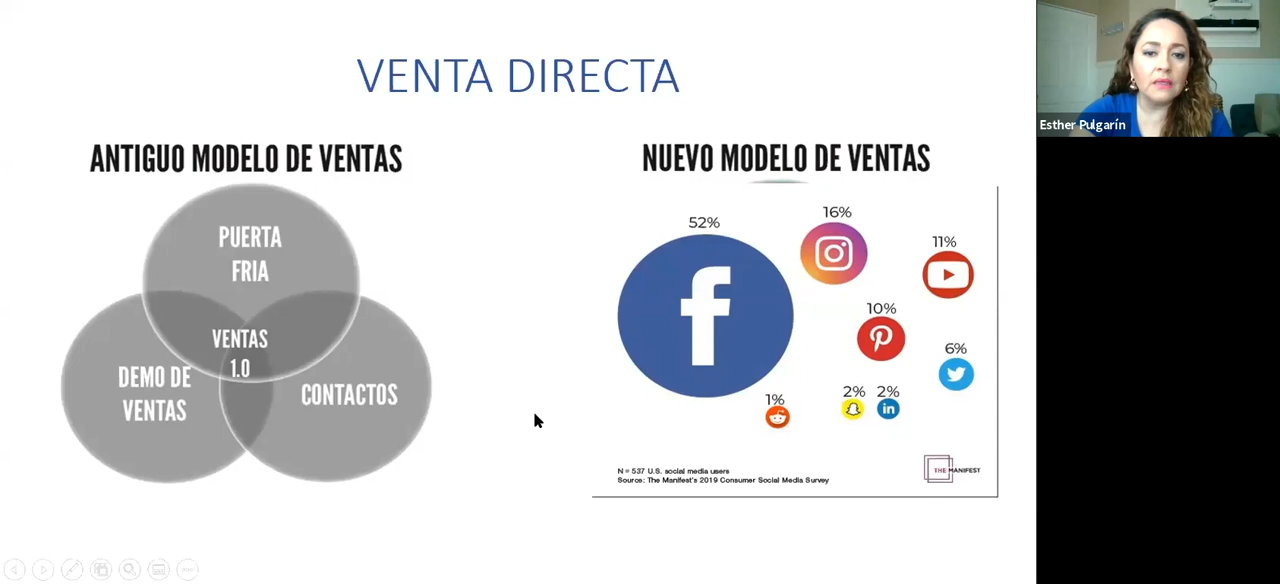 VENTA DIRECTA
ANTIGUO MODELO DE VENTAS
PUERTA
FRIA
VENTAS
1.0
DEMO DE
VENTAS
CONTACTOS
NUEVO MODELO DE VENTAS
52%
16%
11%
10%
6%
1%
2%
2%
in
N = 537 U.S. social media users
Source: The Manifest's 2019 Consumer Social Media Survey
THE MANIFEST
Esther Pulgarín